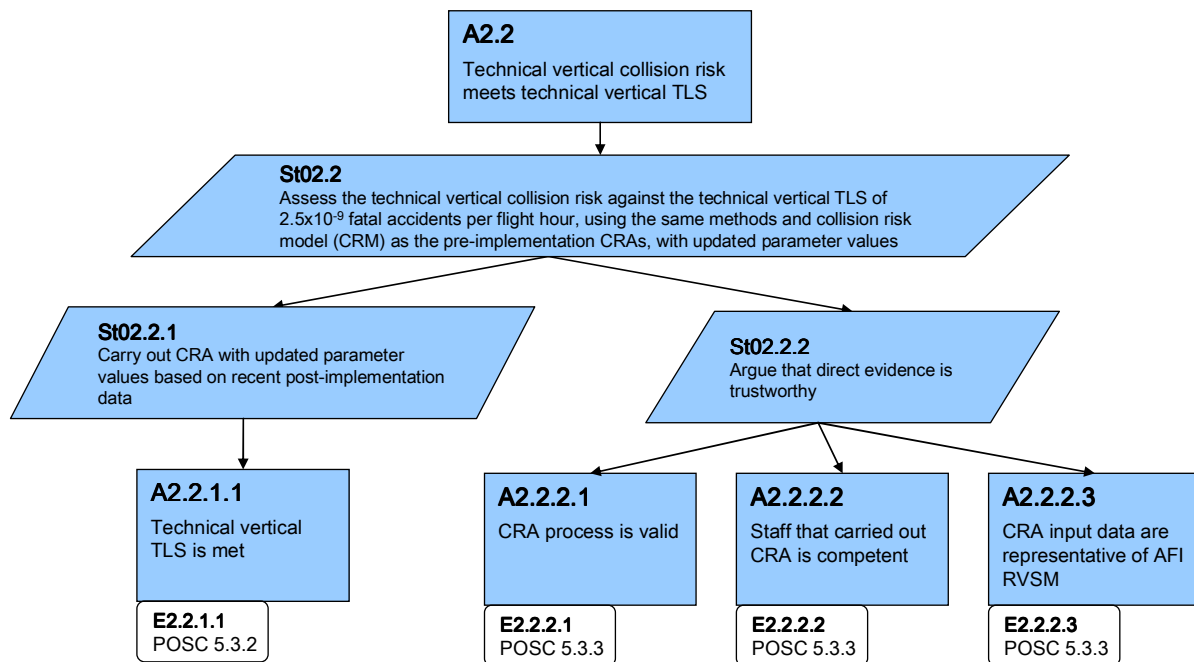 A2.2
Technical vertical collision risk
meets technical vertical TLS
St02.2
Assess the technical vertical collision risk against the technical vertical TLS of
2.5x10⁻⁹ fatal accidents per flight hour, using the same methods and collision risk
model (CRM) as the pre-implementation CRAs, with updated parameter values
St02.2.1
Carry out CRA with updated parameter
values based on recent post-implementation
data
St02.2.2
Argue that direct evidence is
trustworthy
A2.2.1.1
Technical vertical
TLS is met
E2.2.1.1
POSC 5.3.2
A2.2.2.1
CRA process is valid
E2.2.2.1
POSC 5.3.3
A2.2.2.2
Staff that carried out
CRA is competent
E2.2.2.2
POSC 5.3.3
A2.2.2.3
CRA input data are
representative of AFI
RVSM
E2.2.2.3
POSC 5.3.3